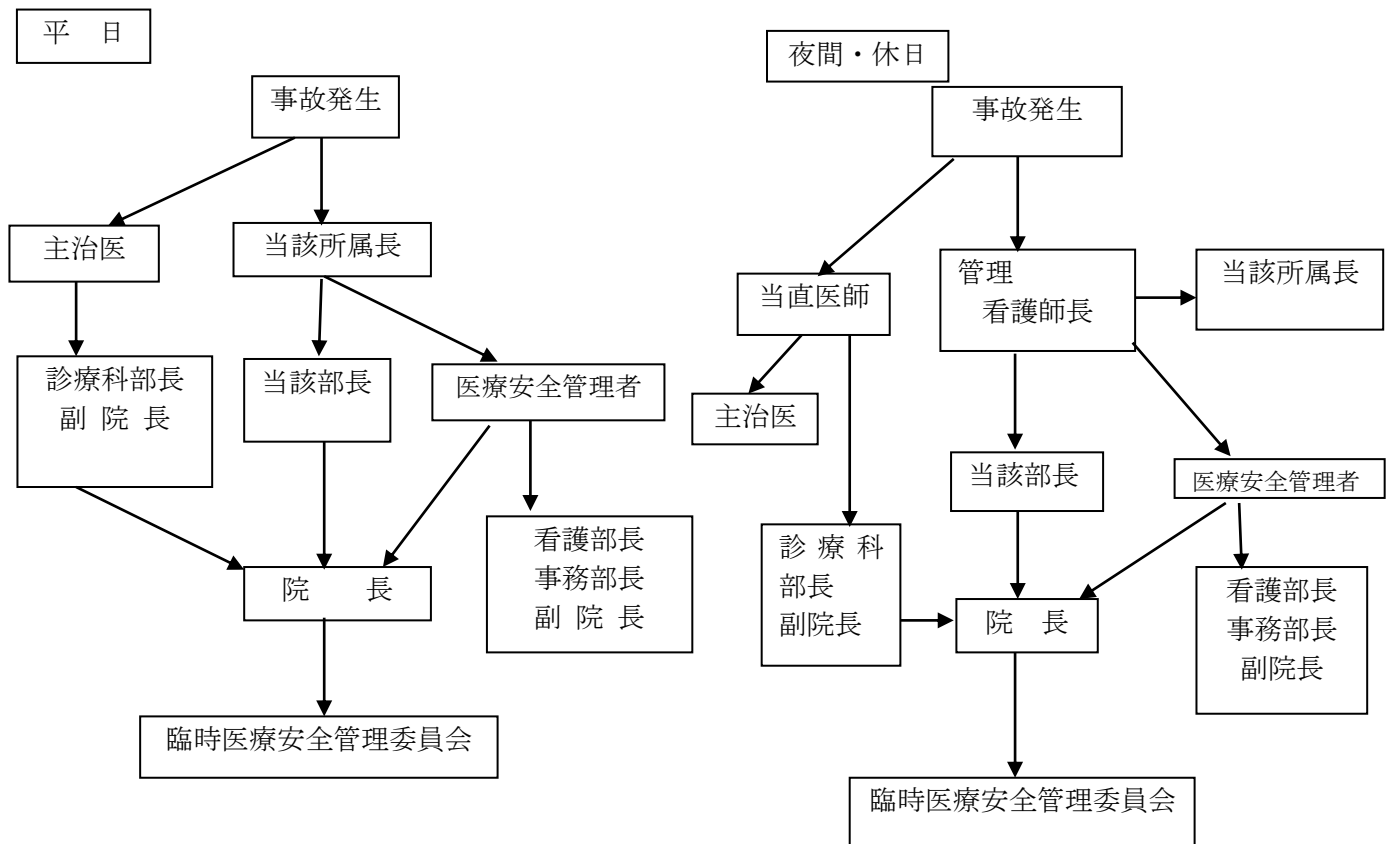 平　日
事故発生
主治医
当該所属長
診療科部長
副 院 長
当該部長
医療安全管理者
看護部長
事務部長
副 院 長
院　　長
臨時医療安全管理委員会
夜間・休日
事故発生
当直医師
管理
看護師長
当該所属長
主治医
当該部長
医療安全管理者
診 療 科
部長
副院長
院　長
看護部長
事務部長
副院長
臨時医療安全管理委員会